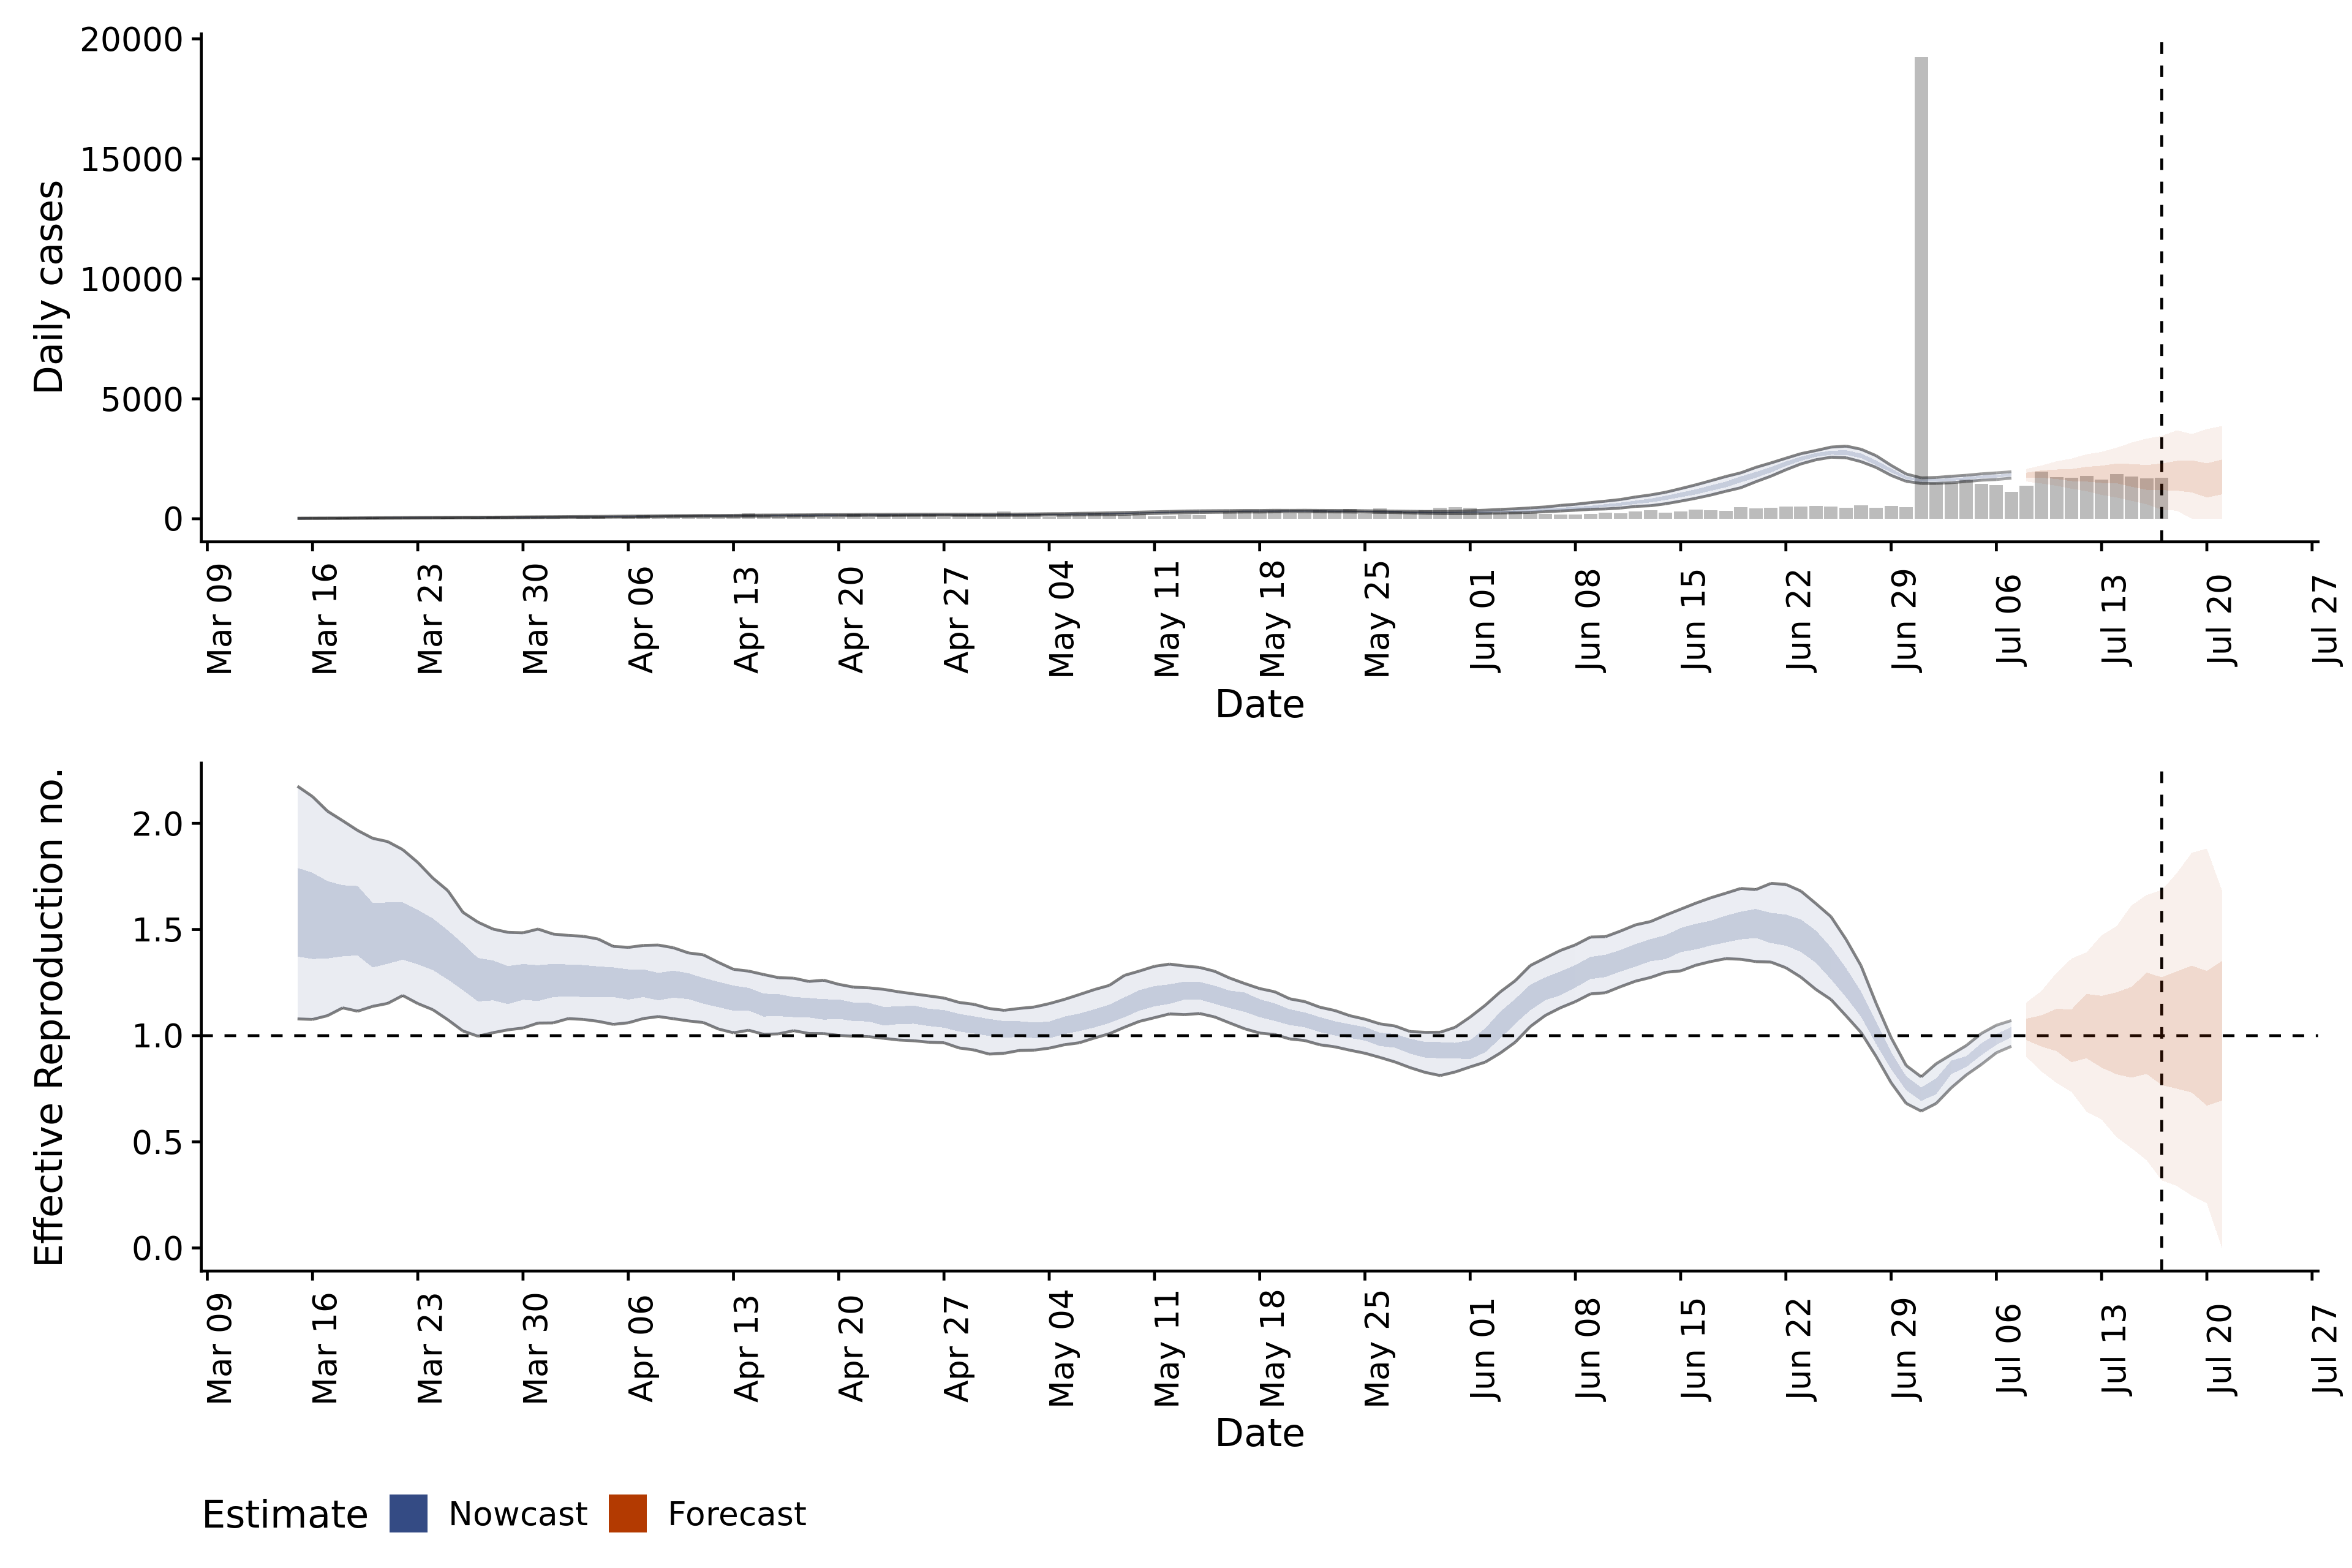 20000
15000
10000
5000
0
Daily cases
Mar 09 Mar 16 Mar 23 Mar 30 Apr 06 Apr 13 Apr 20 Apr 27 May 04 May 11 May 18 May 25 Jun 01 Jun 08 Jun 15 Jun 22 Jun 29 Jul 06 Jul 13 Jul 20 Jul 27
Date
2.0
1.5
1.0
0.5
0.0
Effective Reproduction no.
Mar 09 Mar 16 Mar 23 Mar 30 Apr 06 Apr 13 Apr 20 Apr 27 May 04 May 11 May 18 May 25 Jun 01 Jun 08 Jun 15 Jun 22 Jun 29 Jul 06 Jul 13 Jul 20 Jul 27
Date
Estimate Nowcast Forecast